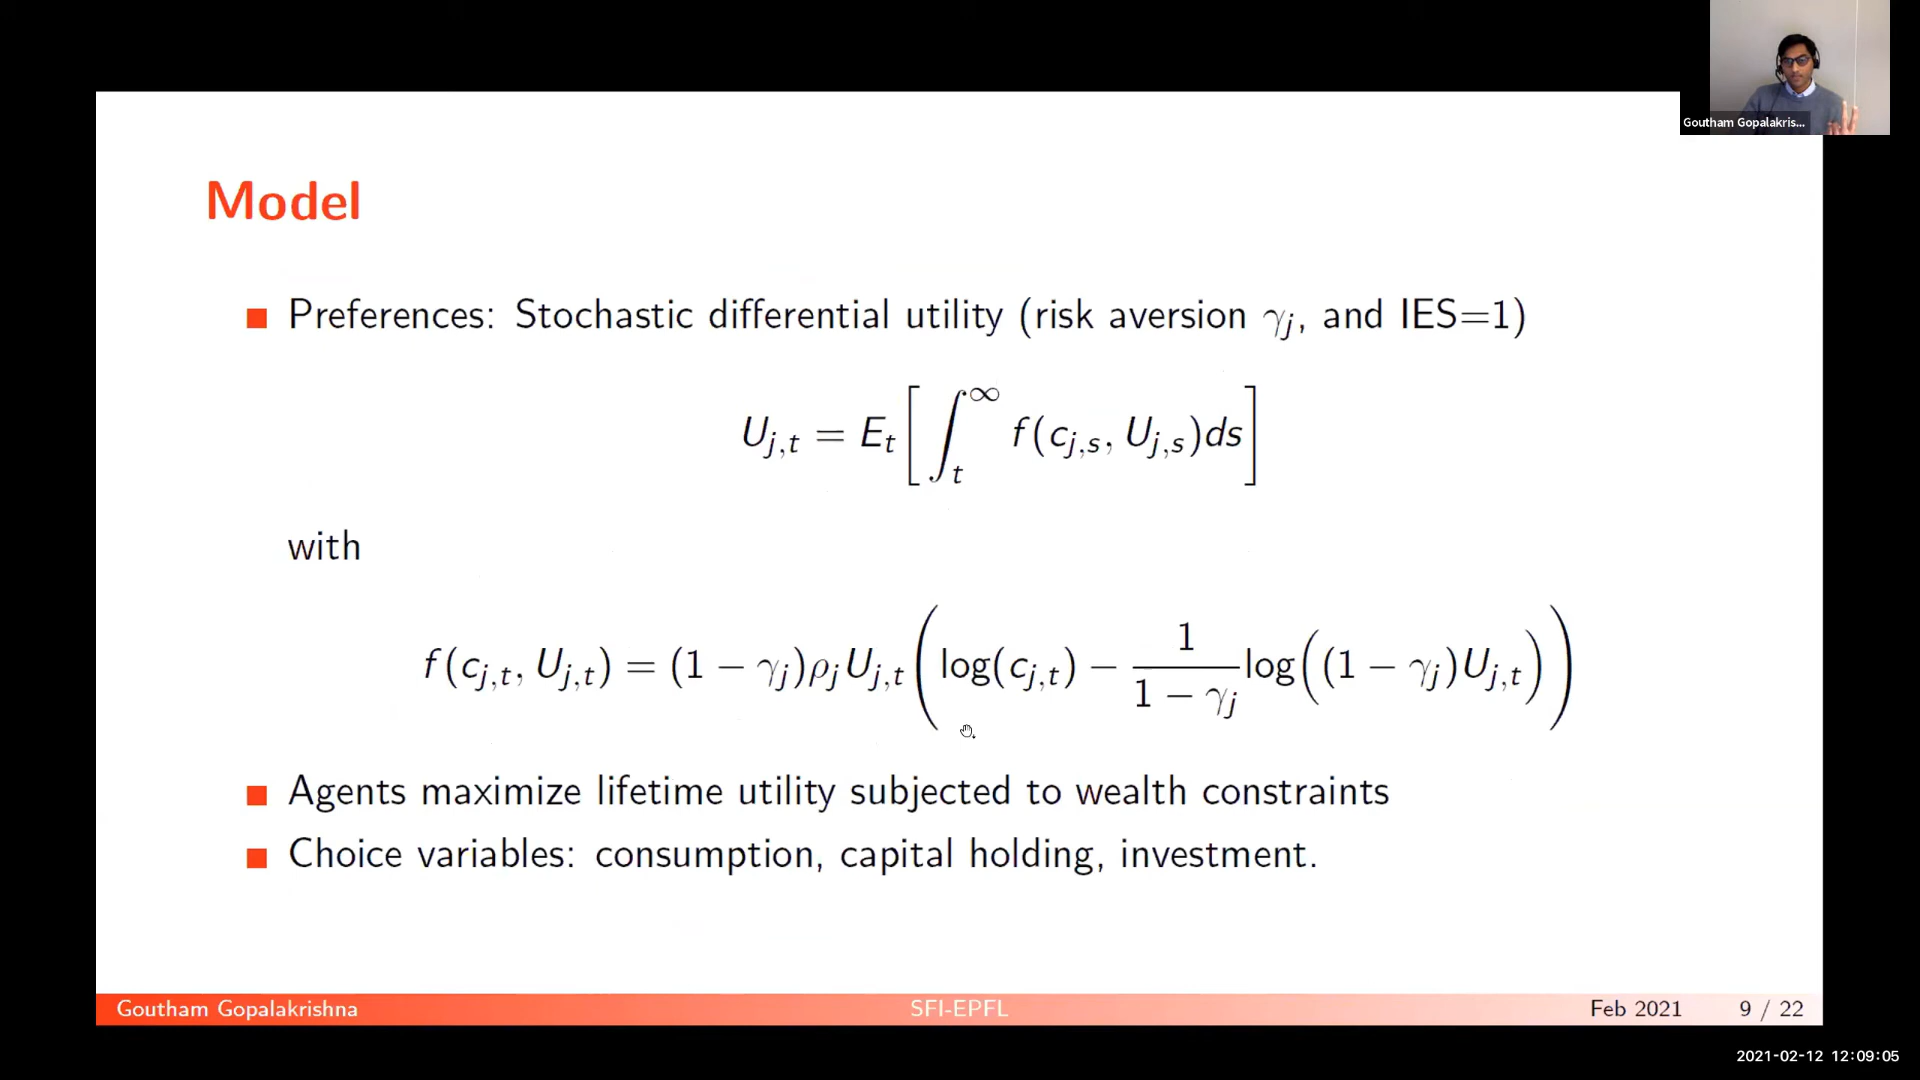 Goutham Gopalakris...
Model
Preferences: Stochastic differential utility (risk aversion γ_j, and IES=1)
U_{j,t} = E_t [ ∫_t^∞ f(c_{j,s}, U_{j,s})ds ]
with
f(c_{j,t}, U_{j,t}) = (1 − γ_j)ρ_j U_{j,t} ( log(c_{j,t}) − \frac{1}{1 − γ_j} log((1 − γ_j)U_{j,t}) )
Agents maximize lifetime utility subjected to wealth constraints
Choice variables: consumption, capital holding, investment.
Goutham Gopalakrishna SFI-EPFL Feb 2021 9 / 22
2021-02-12 12:09:05